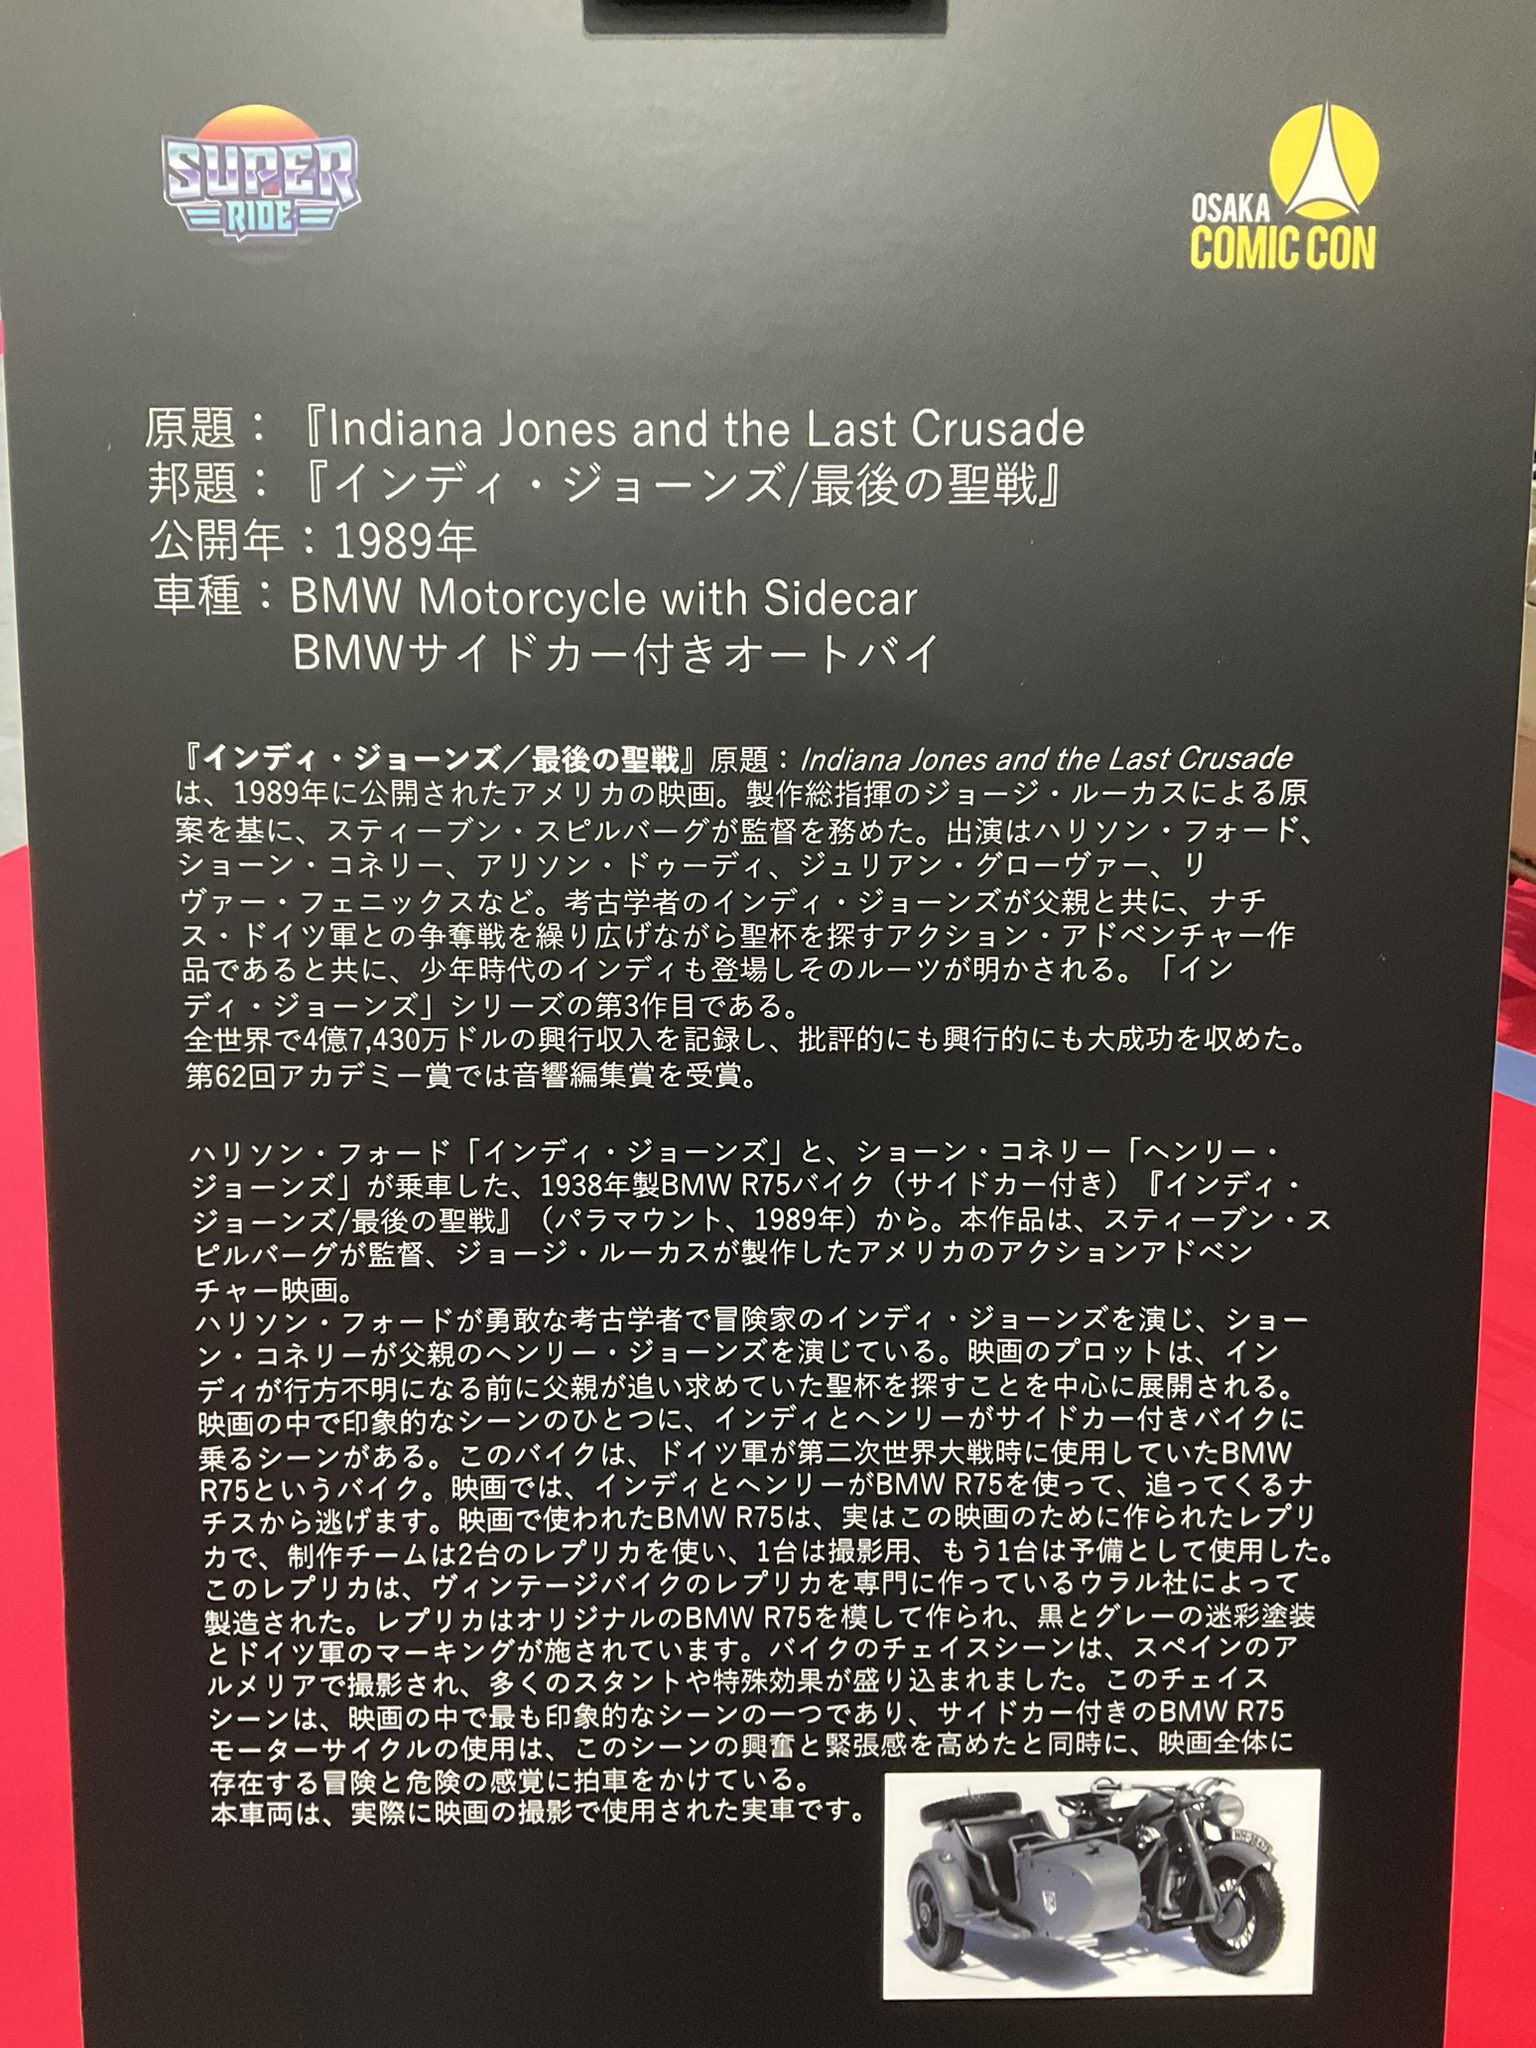 SUPER
RIDE
OSAKA
COMIC CON
原題：『Indiana Jones and the Last Crusade
邦題：『インディ・ジョーンズ/最後の聖戦』
公開年：1989年
車種：BMW Motorcycle with Sidecar
BMWサイドカー付きオートバイ
『インディ・ジョーンズ／最後の聖戦』原題：Indiana Jones and the Last Crusade
は、1989年に公開されたアメリカの映画。製作総指揮のジョージ・ルーカスによる原
案を基に、スティーブン・スピルバーグが監督を務めた。出演はハリソン・フォード、
ショーン・コネリー、アリソン・ドゥーディ、ジュリアン・グローヴァー、リ
ヴァー・フェニックスなど。考古学者のインディ・ジョーンズが父親と共に、ナチ
ス・ドイツ軍との争奪戦を繰り広げながら聖杯を探すアクション・アドベンチャー作
品であると共に、少年時代のインディも登場しそのルーツが明かされる。「イン
ディ・ジョーンズ」シリーズの第3作目である。
全世界で4億7,430万ドルの興行収入を記録し、批評的にも興行的にも大成功を収めた。
第62回アカデミー賞では音響編集賞を受賞。
ハリソン・フォード「インディ・ジョーンズ」と、ショーン・コネリー「ヘンリー・
ジョーンズ」が乗車した、1938年製BMW R75バイク（サイドカー付き）『インディ・
ジョーンズ/最後の聖戦』（パラマウント、1989年）から。本作品は、スティーブン・ス
ピルバーグが監督、ジョージ・ルーカスが製作したアメリカのアクションアドベン
チャー映画。
ハリソン・フォードが勇敢な考古学者で冒険家のインディ・ジョーンズを演じ、ショー
ン・コネリーが父親のヘンリー・ジョーンズを演じている。映画のプロットは、イン
ディが行方不明になる前に父親が追い求めていた聖杯を探すことを中心に展開される。
映画の中で印象的なシーンのひとつに、インディとヘンリーがサイドカー付きバイクに
乗るシーンがある。このバイクは、ドイツ軍が第二次世界大戦時に使用していたBMW
R75というバイク。映画では、インディとヘンリーがBMW R75を使って、追ってくるナ
チスから逃げます。映画で使われたBMW R75は、実はこの映画のために作られたレプリ
カで、制作チームは2台のレプリカを使い、1台は撮影用、もう1台は予備として使用した。
このレプリカは、ヴィンテージバイクのレプリカを専門に作っているウラル社によって
製造された。レプリカはオリジナルのBMW R75を模して作られ、黒とグレーの迷彩塗装
とドイツ軍のマーキングが施されています。バイクのチェイスシーンは、スペインのア
ルメリアで撮影され、多くのスタントや特殊効果が盛り込まれました。このチェイス
シーンは、映画の中で最も印象的なシーンの一つであり、サイドカー付きのBMW R75
モーターサイクルの使用は、このシーンの興奮と緊張感を高めたと同時に、映画全体に
存在する冒険と危険の感覚に拍車をかけている。
本車両は、実際に映画の撮影で使用された実車です。